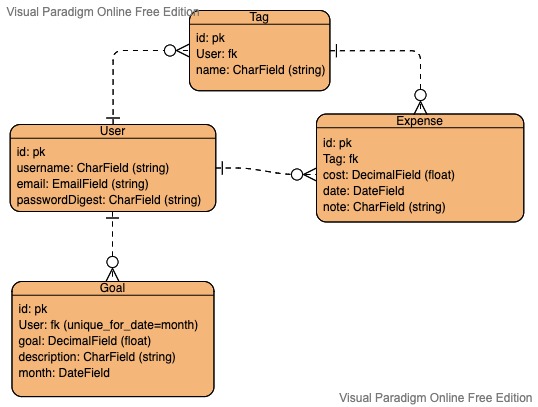 Visual Paradigm Online Free Edition
Tag
id: pk
User: fk
name: CharField (string)
User
id: pk
username: CharField (string)
email: EmailField (string)
passwordDigest: CharField (string)
Expense
id: pk
Tag: fk
cost: DecimalField (float)
date: DateField
note: CharField (string)
Goal
id: pk
User: fk (unique_for_date=month)
goal: DecimalField (float)
description: CharField (string)
month: DateField
Visual Paradigm Online Free Edition